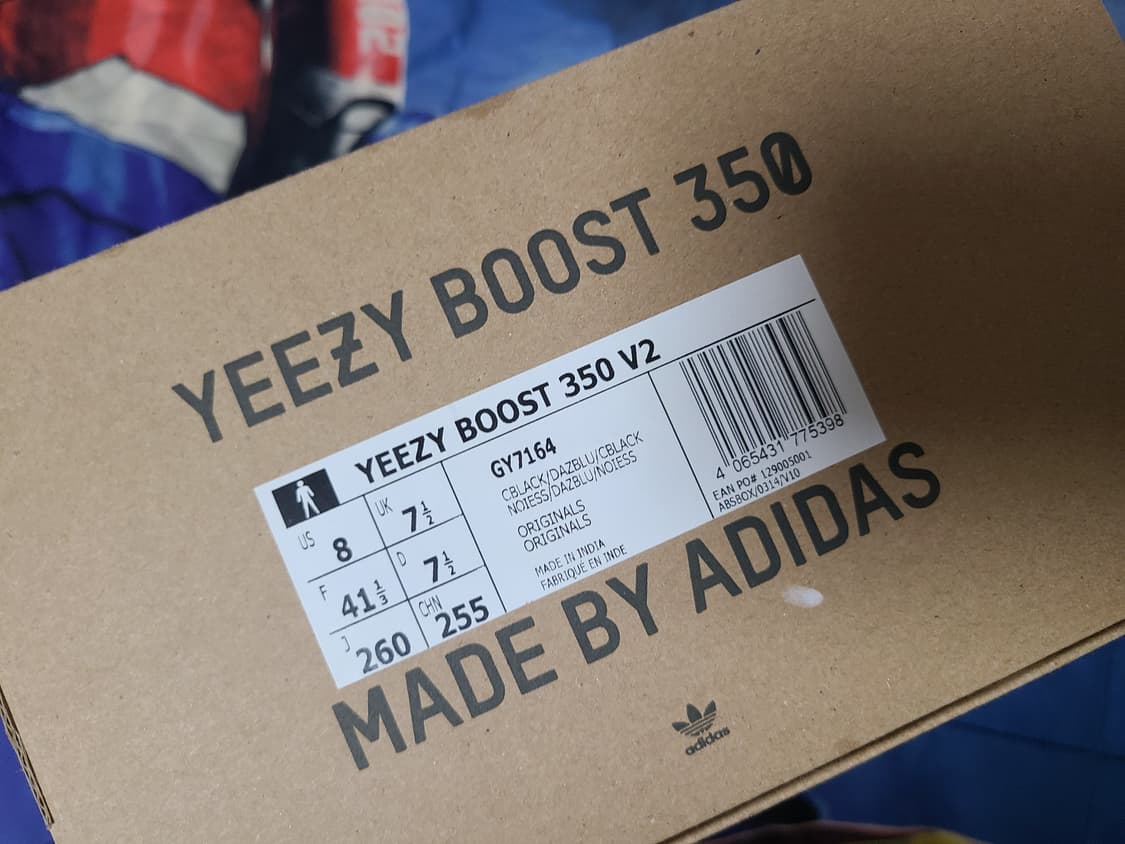 YEEZY BOOST 350
YEEZY BOOST 350 V2
US 8
UK 7½
F 41⅓
D 7½
J 260
CHN 255
GY7164
CBLACK/DAZBLU/CBLACK
NOIESS/DAZBLU/NOIESS
ORIGINALS
ORIGINALS
MADE IN INDIA
FABRIQUÉ EN INDE
4 065431 775398
EAN PO# 129005001
ABSBOX/0314/V10
MADE BY ADIDAS
adidas